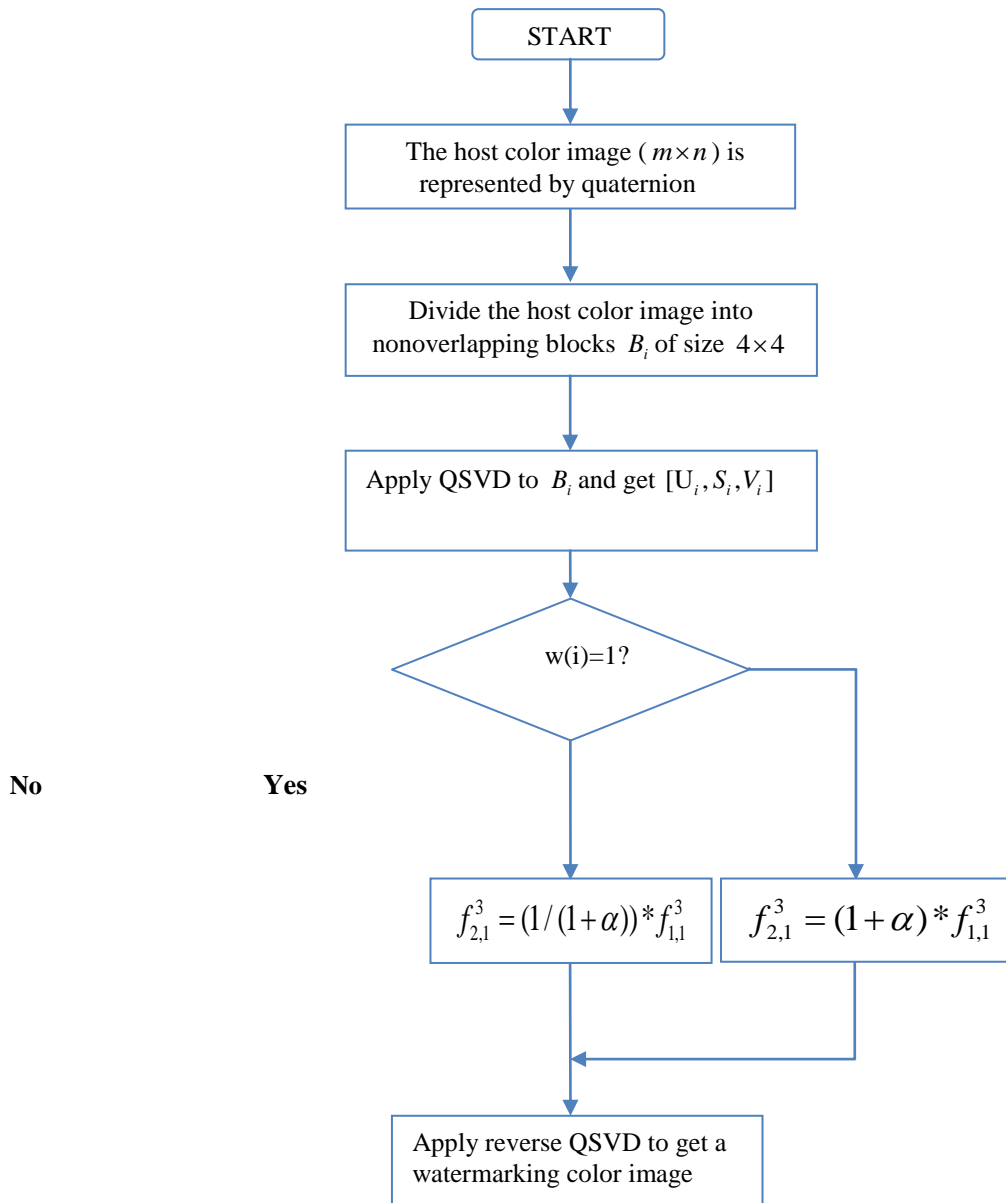 START
The host color image ( m×n ) is
represented by quaternion
Divide the host color image into
nonoverlapping blocks B_i of size 4×4
Apply QSVD to B_i and get [U_i, S_i, V_i]
w(i)=1?
No Yes
f_{2,1}^3 = (1/(1+α))*f_{1,1}^3 f_{2,1}^3 = (1+α)*f_{1,1}^3
Apply reverse QSVD to get a
watermarking color image